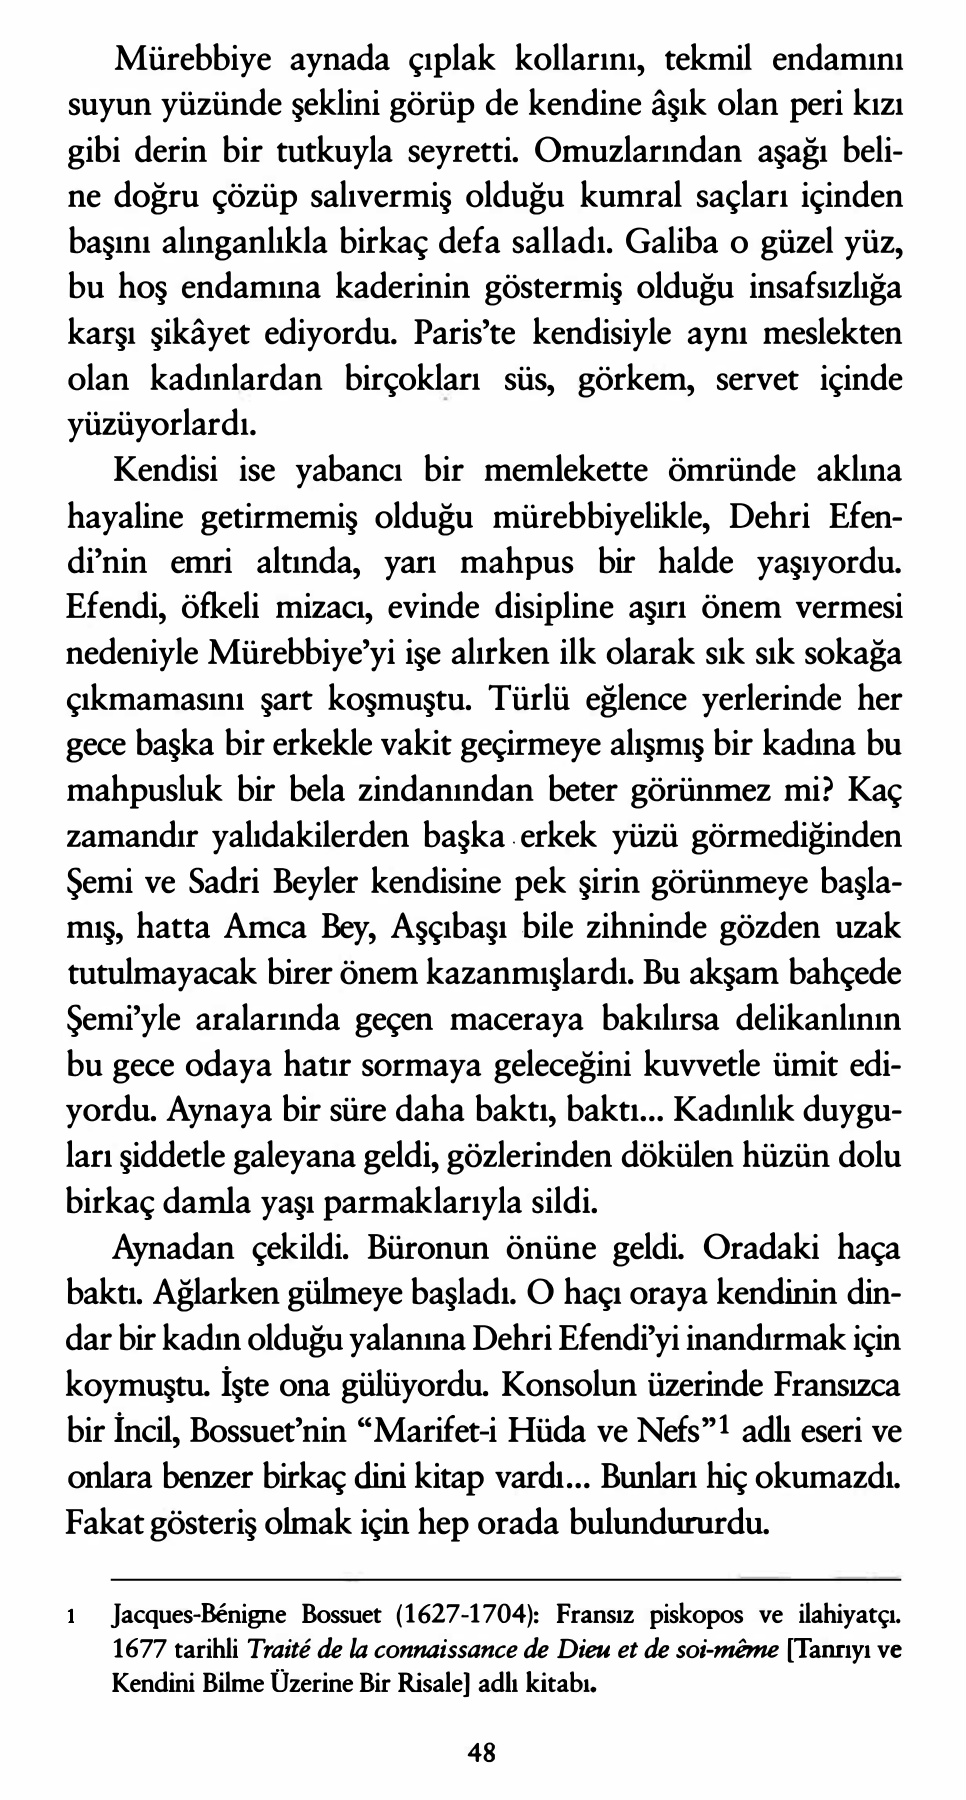 Mürebbiye aynada çıplak kollarını, tekmil endamını
suyun yüzünde şeklini görüp de kendine âşık olan peri kızı
gibi derin bir tutkuyla seyretti. Omuzlarından aşağı beli-
ne doğru çözüp salıvermiş olduğu kumral saçları içinden
başını alınganlıkla birkaç defa salladı. Galiba o güzel yüz,
bu hoş endamına kaderinin göstermiş olduğu insafsızlığa
karşı şikâyet ediyordu. Paris’te kendisiyle aynı meslekten
olan kadınlardan birçokları süs, görkem, servet içinde
yüzüyorlardı.
Kendisi ise yabancı bir memlekette ömründe aklına
hayaline getirmemiş olduğu mürebbiyelikle, Dehri Efen-
di’nin emri altında, yarı mahpus bir halde yaşıyordu.
Efendi, öfkeli mizacı, evinde disipline aşırı önem vermesi
nedeniyle Mürebbiye’yi işe alırken ilk olarak sık sık sokağa
çıkmamasını şart koşmuştu. Türlü eğlence yerlerinde her
gece başka bir erkekle vakit geçirmeye alışmış bir kadına bu
mahpusluk bir bela zindanından beter görünmez mi? Kaç
zamandır yalıdakilerden başka erkek yüzü görmediğinden
Şemi ve Sadri Beyler kendisine pek şirin görünmeye başla-
mış, hatta Amca Bey, Aşçıbaşı bile zihninde gözden uzak
tutulmayacak birer önem kazanmışlardı. Bu akşam bahçede
Şemi’yle aralarında geçen maceraya bakılırsa delikanlının
bu gece odaya hatır sormaya geleceğini kuvvetle ümit edi-
yordu. Aynaya bir süre daha baktı, baktı... Kadınlık duygu-
ları şiddetle galeyana geldi, gözlerinden dökülen hüzün dolu
birkaç damla yaşı parmaklarıyla sildi.
Aynadan çekildi. Büronun önüne geldi. Oradaki haça
baktı. Ağlarken gülmeye başladı. O haçı oraya kendinin din-
dar bir kadın olduğu yalanına Dehri Efendi’yi inandırmak için
koymuştu. İşte ona gülüyordu. Konsolun üzerinde Fransızca
bir İncil, Bossuet’nin “Marifet-i Hüda ve Nefs”1 adlı eseri ve
onlara benzer birkaç dini kitap vardı... Bunları hiç okumazdı.
Fakat gösteriş olmak için hep orada bulundururdu.
1 Jacques-Bénigne Bossuet (1627-1704): Fransız piskopos ve ilahiyatçı.
1677 tarihli Traité de la connaissance de Dieu et de soi-même [Tanrıyı ve
Kendini Bilme Üzerine Bir Risale] adlı kitabı.
48